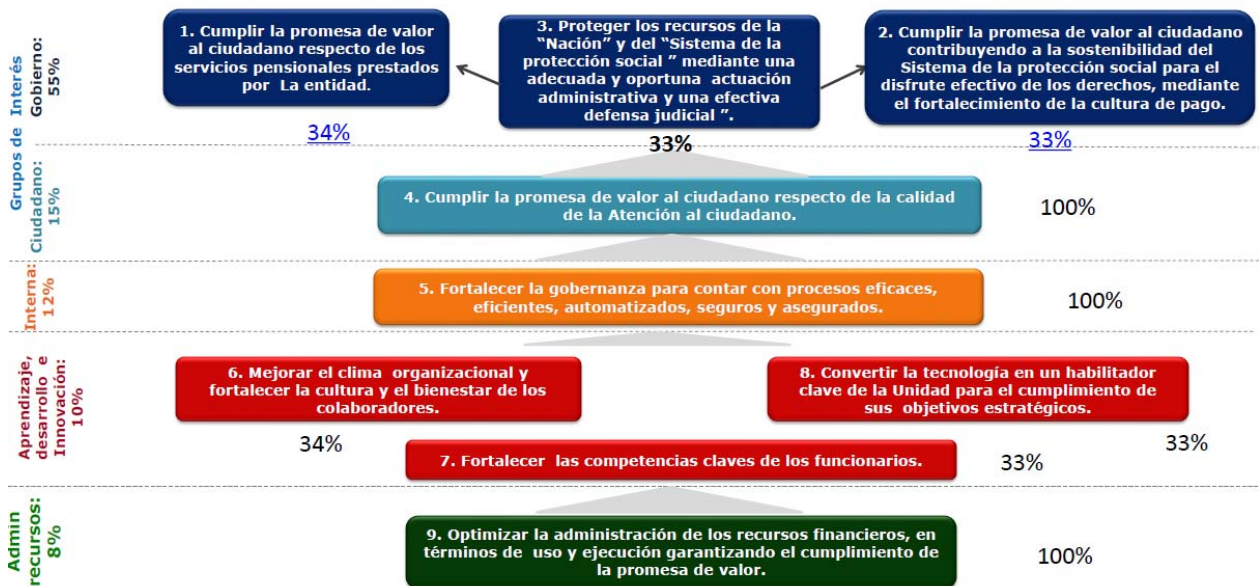 Grupos de Interés
Gobierno:
55%
1. Cumplir la promesa de valor
al ciudadano respecto de los
servicios pensionales prestados
por La entidad.
34%
3. Proteger los recursos de la
“Nación” y del “Sistema de la
protección social ” mediante una
adecuada y oportuna actuación
administrativa y una efectiva
defensa judicial ”.
33%
2. Cumplir la promesa de valor al ciudadano
contribuyendo a la sostenibilidad del
Sistema de la protección social para el
disfrute efectivo de los derechos, mediante
el fortalecimiento de la cultura de pago.
33%
Ciudadano:
15%
4. Cumplir la promesa de valor al ciudadano respecto de la calidad
de la Atención al ciudadano.
100%
Interna:
12%
5. Fortalecer la gobernanza para contar con procesos eficaces,
eficientes, automatizados, seguros y asegurados.
100%
Aprendizaje,
desarrollo e
Innovación:
10%
6. Mejorar el clima organizacional y
fortalecer la cultura y el bienestar de los
colaboradores.
34%
8. Convertir la tecnología en un habilitador
clave de la Unidad para el cumplimiento de
sus objetivos estratégicos.
33%
7. Fortalecer las competencias claves de los funcionarios.
33%
Admin
recursos:
8%
9. Optimizar la administración de los recursos financieros, en
términos de uso y ejecución garantizando el cumplimiento de
la promesa de valor.
100%